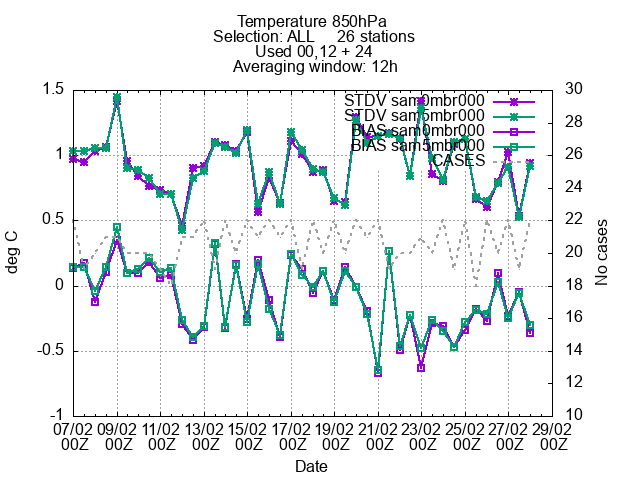 Temperature 850hPa
Selection: ALL 26 stations
Used 00,12 + 24
Averaging window: 12h
STDV sam0mbr000
STDV sam5mbr000
BIAS sam0mbr000
BIAS sam5mbr000
CASES
1.5
1
0.5
0
-0.5
-1
deg C
30
28
26
24
22
20
18
16
14
12
10
No cases
07/02 09/02 11/02 13/02 15/02 17/02 19/02 21/02 23/02 25/02 27/02 29/02
00Z 00Z 00Z 00Z 00Z 00Z 00Z 00Z 00Z 00Z 00Z 00Z
Date